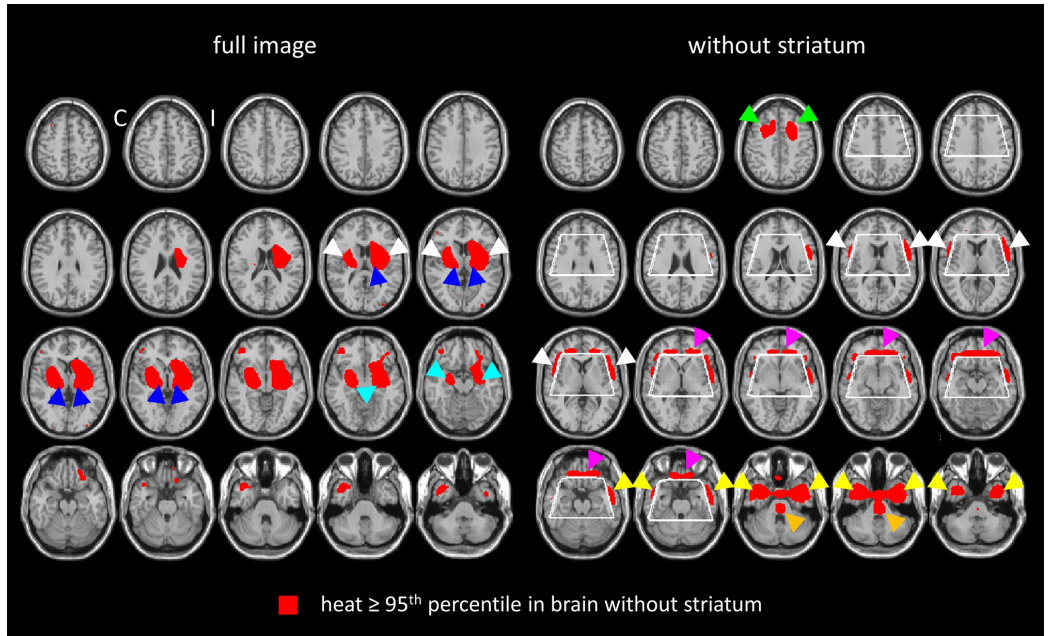 full image
without striatum
C
I
heat ≥ 95th percentile in brain without striatum